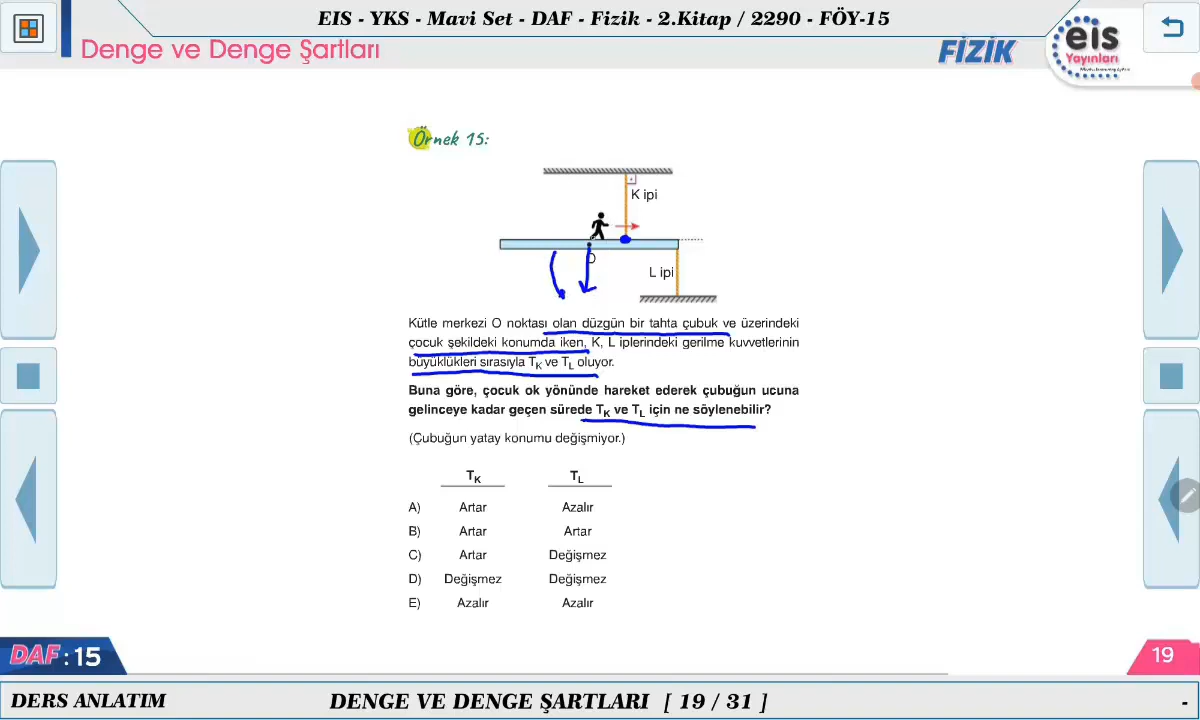 EIS - YKS - Mavi Set - DAF - Fizik - 2.Kitap / 2290 - FÖY-15
Denge ve Denge Şartları
FİZİK
eis
Yayınları
Örnek 15:
K ipi
O
L ipi
Kütle merkezi O noktası olan düzgün bir tahta çubuk ve üzerindeki
çocuk şekildeki konumda iken, K, L iplerindeki gerilme kuvvetlerinin
büyüklükleri sırasıyla TK ve TL oluyor.
Buna göre, çocuk ok yönünde hareket ederek çubuğun ucuna
gelinceye kadar geçen sürede TK ve TL için ne söylenebilir?
(Çubuğun yatay konumu değişmiyor.)
TK TL
A) Artar Azalır
B) Artar Artar
C) Artar Değişmez
D) Değişmez Değişmez
E) Azalır Azalır
DAF : 15
19
DERS ANLATIM
DENGE VE DENGE ŞARTLARI [ 19 / 31 ]
-